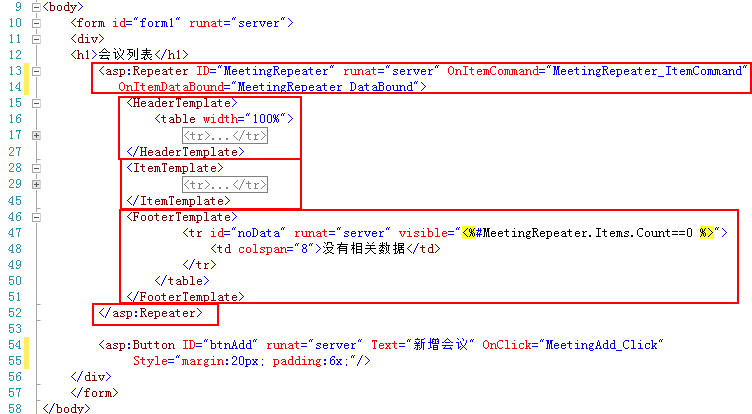 9 <body>
10 <form id="form1" runat="server">
11 <div>
12 <h1>会议列表</h1>
13 <asp:Repeater ID="MeetingRepeater" runat="server" OnItemCommand="MeetingRepeater_ItemCommand"
14 OnItemDataBound="MeetingRepeater_DataBound">
15 <HeaderTemplate>
16 <table width="100%">
17 <tr>...</tr>
27 </HeaderTemplate>
28 <ItemTemplate>
29 <tr>...</tr>
45 </ItemTemplate>
46 <FooterTemplate>
47 <tr id="noData" runat="server" visible="<%#MeetingRepeater.Items.Count==0 %>">
48 <td colspan="8">没有相关数据</td>
49 </tr>
50 </table>
51 </FooterTemplate>
52 </asp:Repeater>
53
54 <asp:Button ID="btnAdd" runat="server" Text="新增会议" OnClick="MeetingAdd_Click"
55 Style="margin:20px; padding:6x;"/>
56 </div>
57 </form>
58 </body>